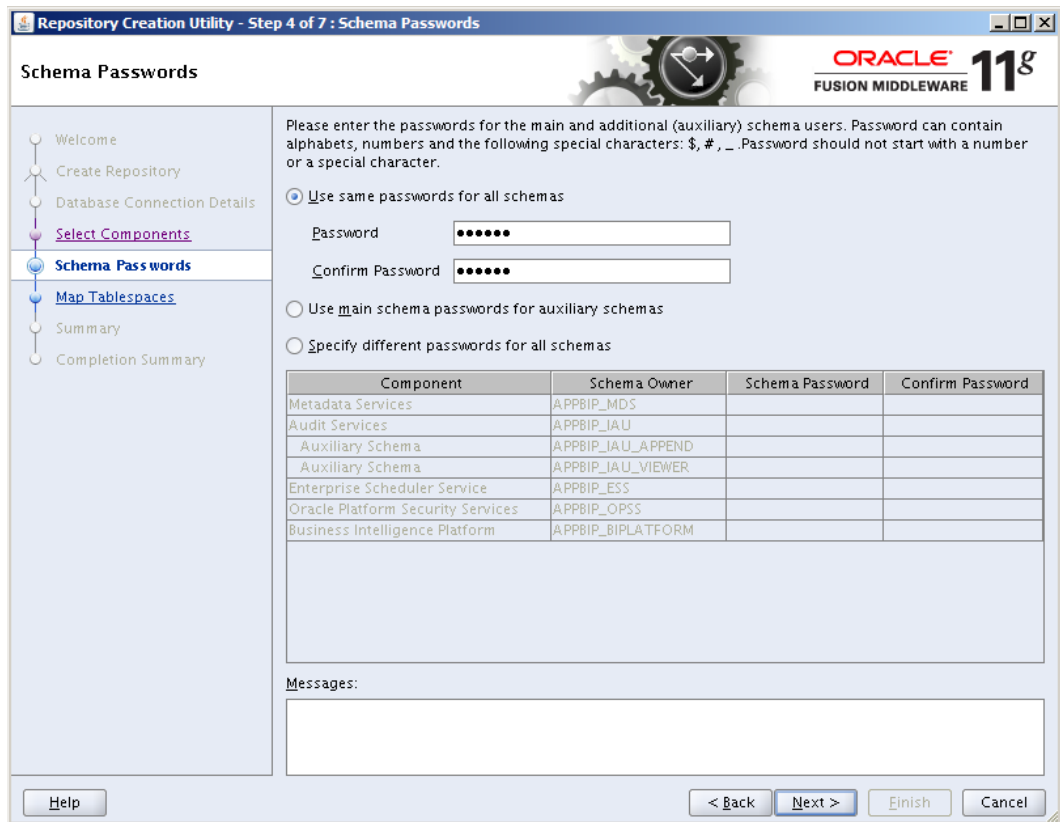 Repository Creation Utility - Step 4 of 7 : Schema Passwords
Schema Passwords
ORACLE
FUSION MIDDLEWARE
11g
Welcome
Create Repository
Database Connection Details
Select Components
Schema Passwords
Map Tablespaces
Summary
Completion Summary
Please enter the passwords for the main and additional (auxiliary) schema users. Password can contain
alphabets, numbers and the following special characters: $, # , _ .Password should not start with a number
or a special character.
Use same passwords for all schemas
Password ••••••
Confirm Password ••••••
Use main schema passwords for auxiliary schemas
Specify different passwords for all schemas
Component Schema Owner Schema Password Confirm Password
Metadata Services APPBIP_MDS
Audit Services APPBIP_IAU
Auxiliary Schema APPBIP_IAU_APPEND
Auxiliary Schema APPBIP_IAU_VIEWER
Enterprise Scheduler Service APPBIP_ESS
Oracle Platform Security Services APPBIP_OPSS
Business Intelligence Platform APPBIP_BIPLATFORM
Messages:
Help < Back Next > Finish Cancel